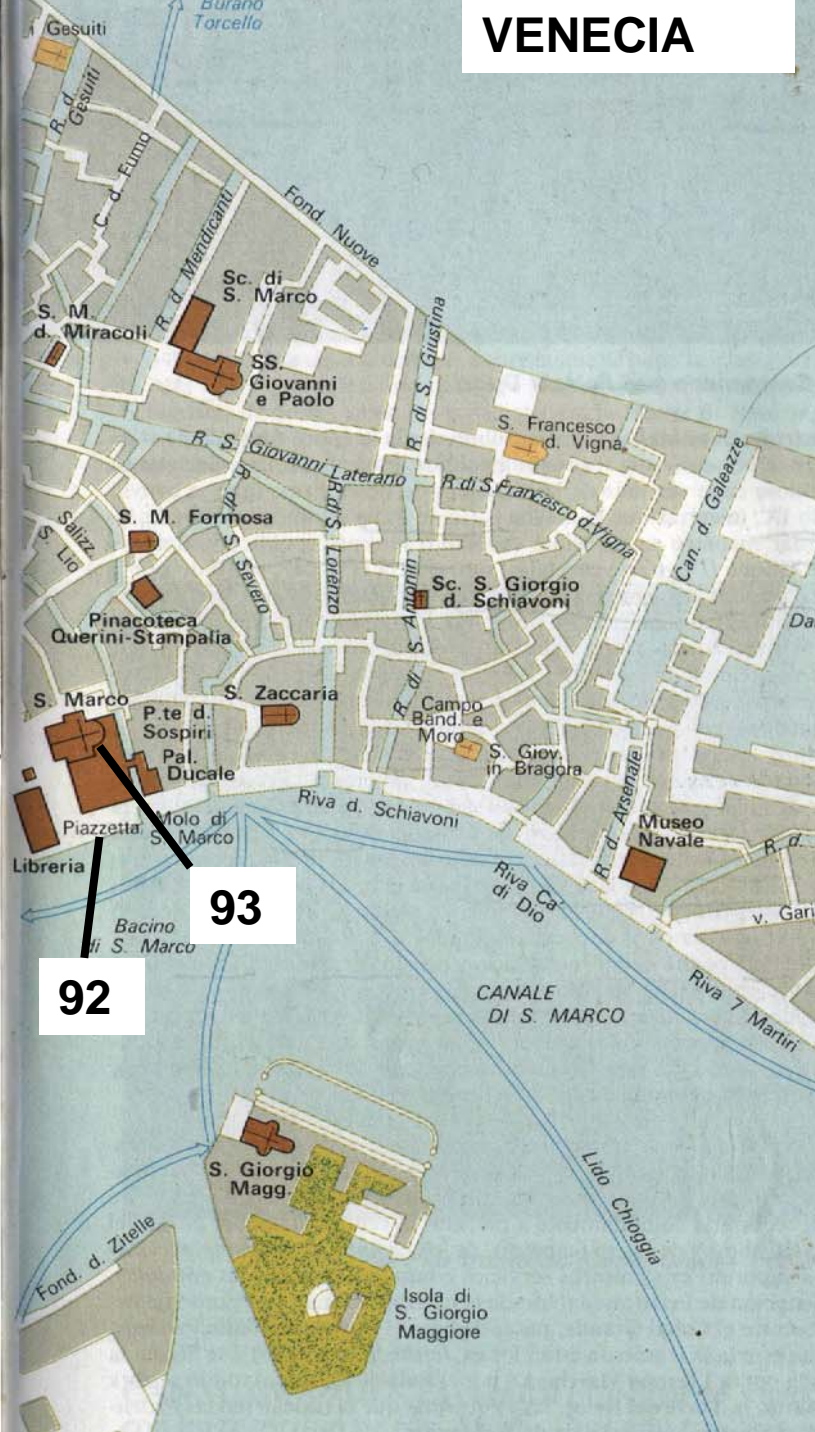 Burano
Torcello
VENECIA
i Gesuiti
R. d.
Gesuiti
C. d. Fumo
R. d. Mendicanti
Fond. Nuove
Sc. di
S. Marco
S. M.
d. Miracoli
SS.
Giovanni
e Paolo
R. di S. Giustina
S. Francesco
d. Vigna
R. S. Giovanni Laterano
R. di S. Francesco d. Vigna
Can. d. Galeazze
Salizz.
S. Lio
S. M. Formosa
R. d. S. Severo
R. di S. Lorenzo
Pinacoteca
Querini-Stampalia
R. di S. Antonin
Sc. S. Giorgio
d. Schiavoni
Da
S. Marco
P.te d.
Sospiri
S. Zaccaria
Pal.
Ducale
Campo
Band. e
Moro
S. Giov.
in Bragora
Piazzetta
Molo di
S. Marco
Libreria
Riva d. Schiavoni
R. d. Arsenale
Museo
Navale
R. d.
Riva Ca'
di Dio
v. Gari
Riva 7 Martiri
93
Bacino
di S. Marco
92
CANALE
DI S. MARCO
S. Giorgio
Magg.
Lido Chioggia
Fond. d. Zitelle
Isola di
S. Giorgio
Maggiore